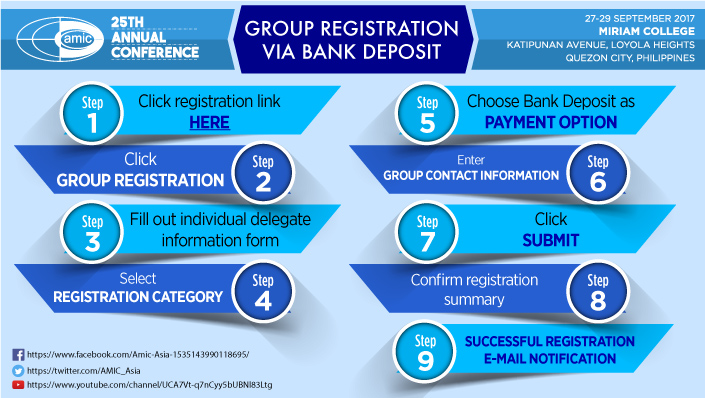 amic
25TH
ANNUAL
CONFERENCE
GROUP REGISTRATION
VIA BANK DEPOSIT
27-29 SEPTEMBER 2017
MIRIAM COLLEGE
KATIPUNAN AVENUE, LOYOLA HEIGHTS
QUEZON CITY, PHILIPPINES
Step
1
Click registration link
HERE
Click
GROUP REGISTRATION
Step
2
Step
3
Fill out individual delegate
information form
Select
REGISTRATION CATEGORY
Step
4
Step
5
Choose Bank Deposit as
PAYMENT OPTION
Enter
GROUP CONTACT INFORMATION
Step
6
Step
7
Click
SUBMIT
Confirm registration
summary
Step
8
Step
9
SUCCESSFUL REGISTRATION
E-MAIL NOTIFICATION
https://www.facebook.com/Amic-Asia-1535143990118695/
https://twitter.com/AMIC_Asia
https://www.youtube.com/channel/UCA7Vt-q7nCyy5bUBNl83Ltg